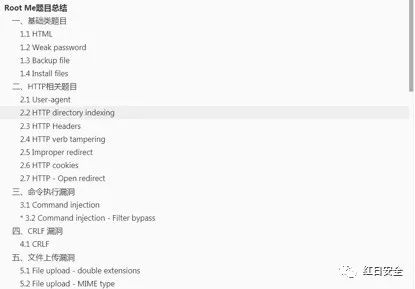 Root Me题目总结
一、基础类题目
1.1 HTML
1.2 Weak password
1.3 Backup file
1.4 Install files
二、HTTP相关题目
2.1 User-agent
2.2 HTTP directory indexing
2.3 HTTP Headers
2.4 HTTP verb tampering
2.5 Improper redirect
2.6 HTTP cookies
2.7 HTTP - Open redirect
三、命令执行漏洞
3.1 Command injection
* 3.2 Command injection - Filter bypass
四、CRLF 漏洞
4.1 CRLF
五、文件上传漏洞
5.1 File upload - double extensions
5.2 File upload - MIME type
红日安全